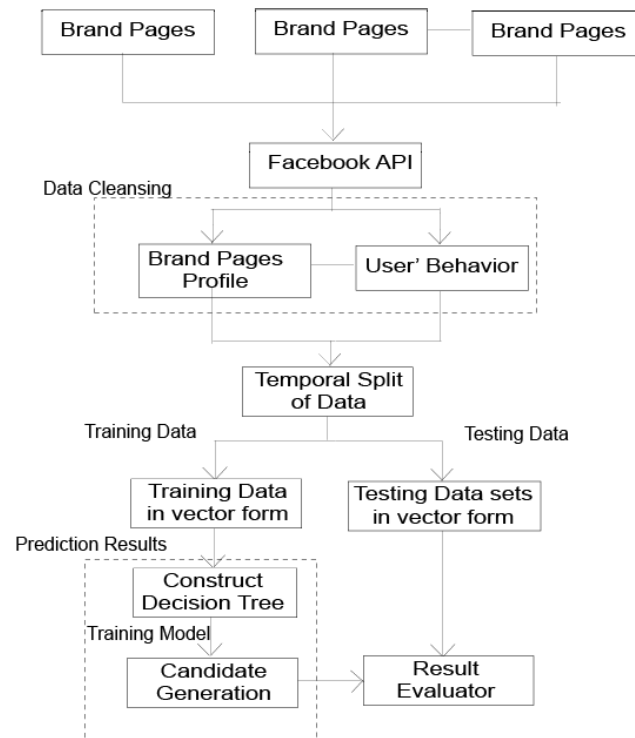 Brand Pages
Brand Pages
Brand Pages
Facebook API
Data Cleansing
Brand Pages
Profile
User' Behavior
Temporal Split
of Data
Training Data
Testing Data
Training Data
in vector form
Testing Data sets
in vector form
Prediction Results
Construct
Decision Tree
Training Model
Candidate
Generation
Result
Evaluator